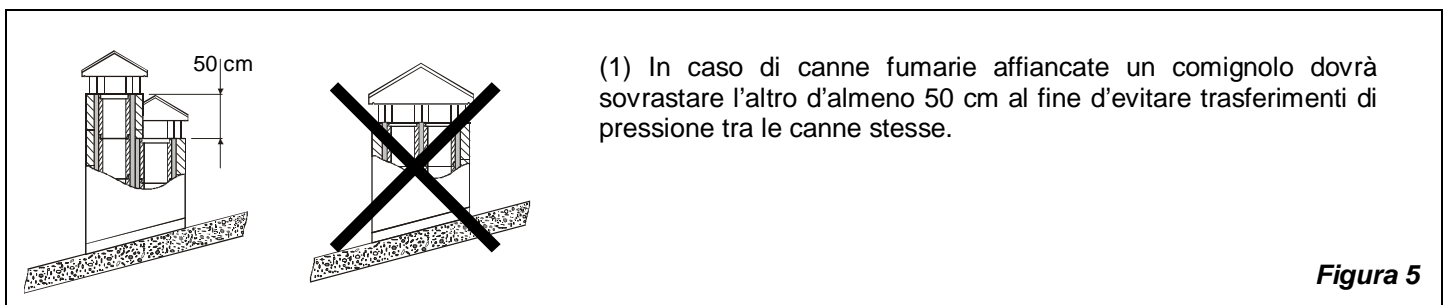 50 cm
(1) In caso di canne fumarie affiancate un comignolo dovrà
sovrastare l'altro d'almeno 50 cm al fine d'evitare trasferimenti di
pressione tra le canne stesse.
Figura 5